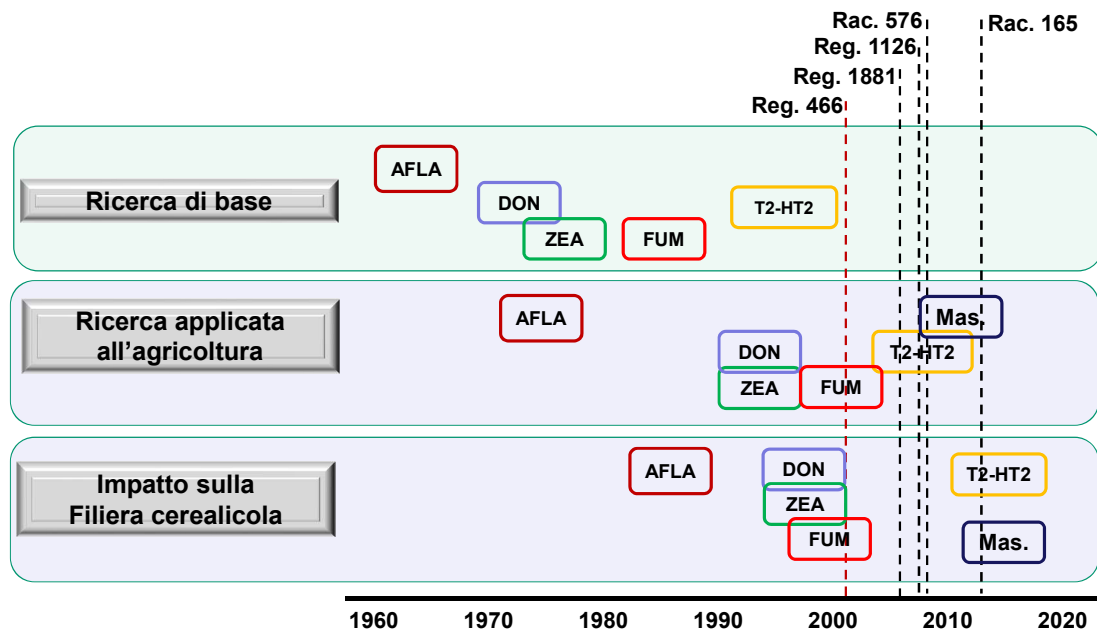 Rac. 576
Rac. 165
Reg. 1126
Reg. 1881
Reg. 466
Ricerca di base
AFLA
DON
T2-HT2
ZEA
FUM
Ricerca applicata
all’agricoltura
AFLA
Mas.
DON
T2-HT2
ZEA
FUM
Impatto sulla
Filiera cerealicola
AFLA
DON
T2-HT2
ZEA
FUM
Mas.
1960 1970 1980 1990 2000 2010 2020